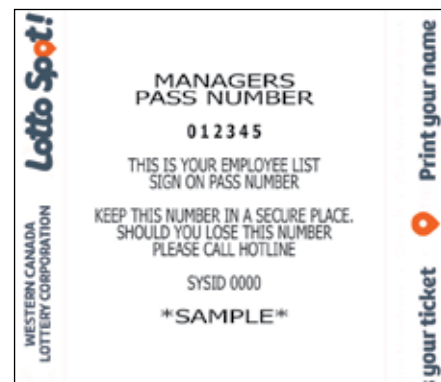 Lotto Spot!
WESTERN CANADA
LOTTERY CORPORATION
MANAGERS
PASS NUMBER
012345
THIS IS YOUR EMPLOYEE LIST
SIGN ON PASS NUMBER
KEEP THIS NUMBER IN A SECURE PLACE.
SHOULD YOU LOSE THIS NUMBER
PLEASE CALL HOTLINE
SYSID 0000
*SAMPLE*
Print your name
your ticket